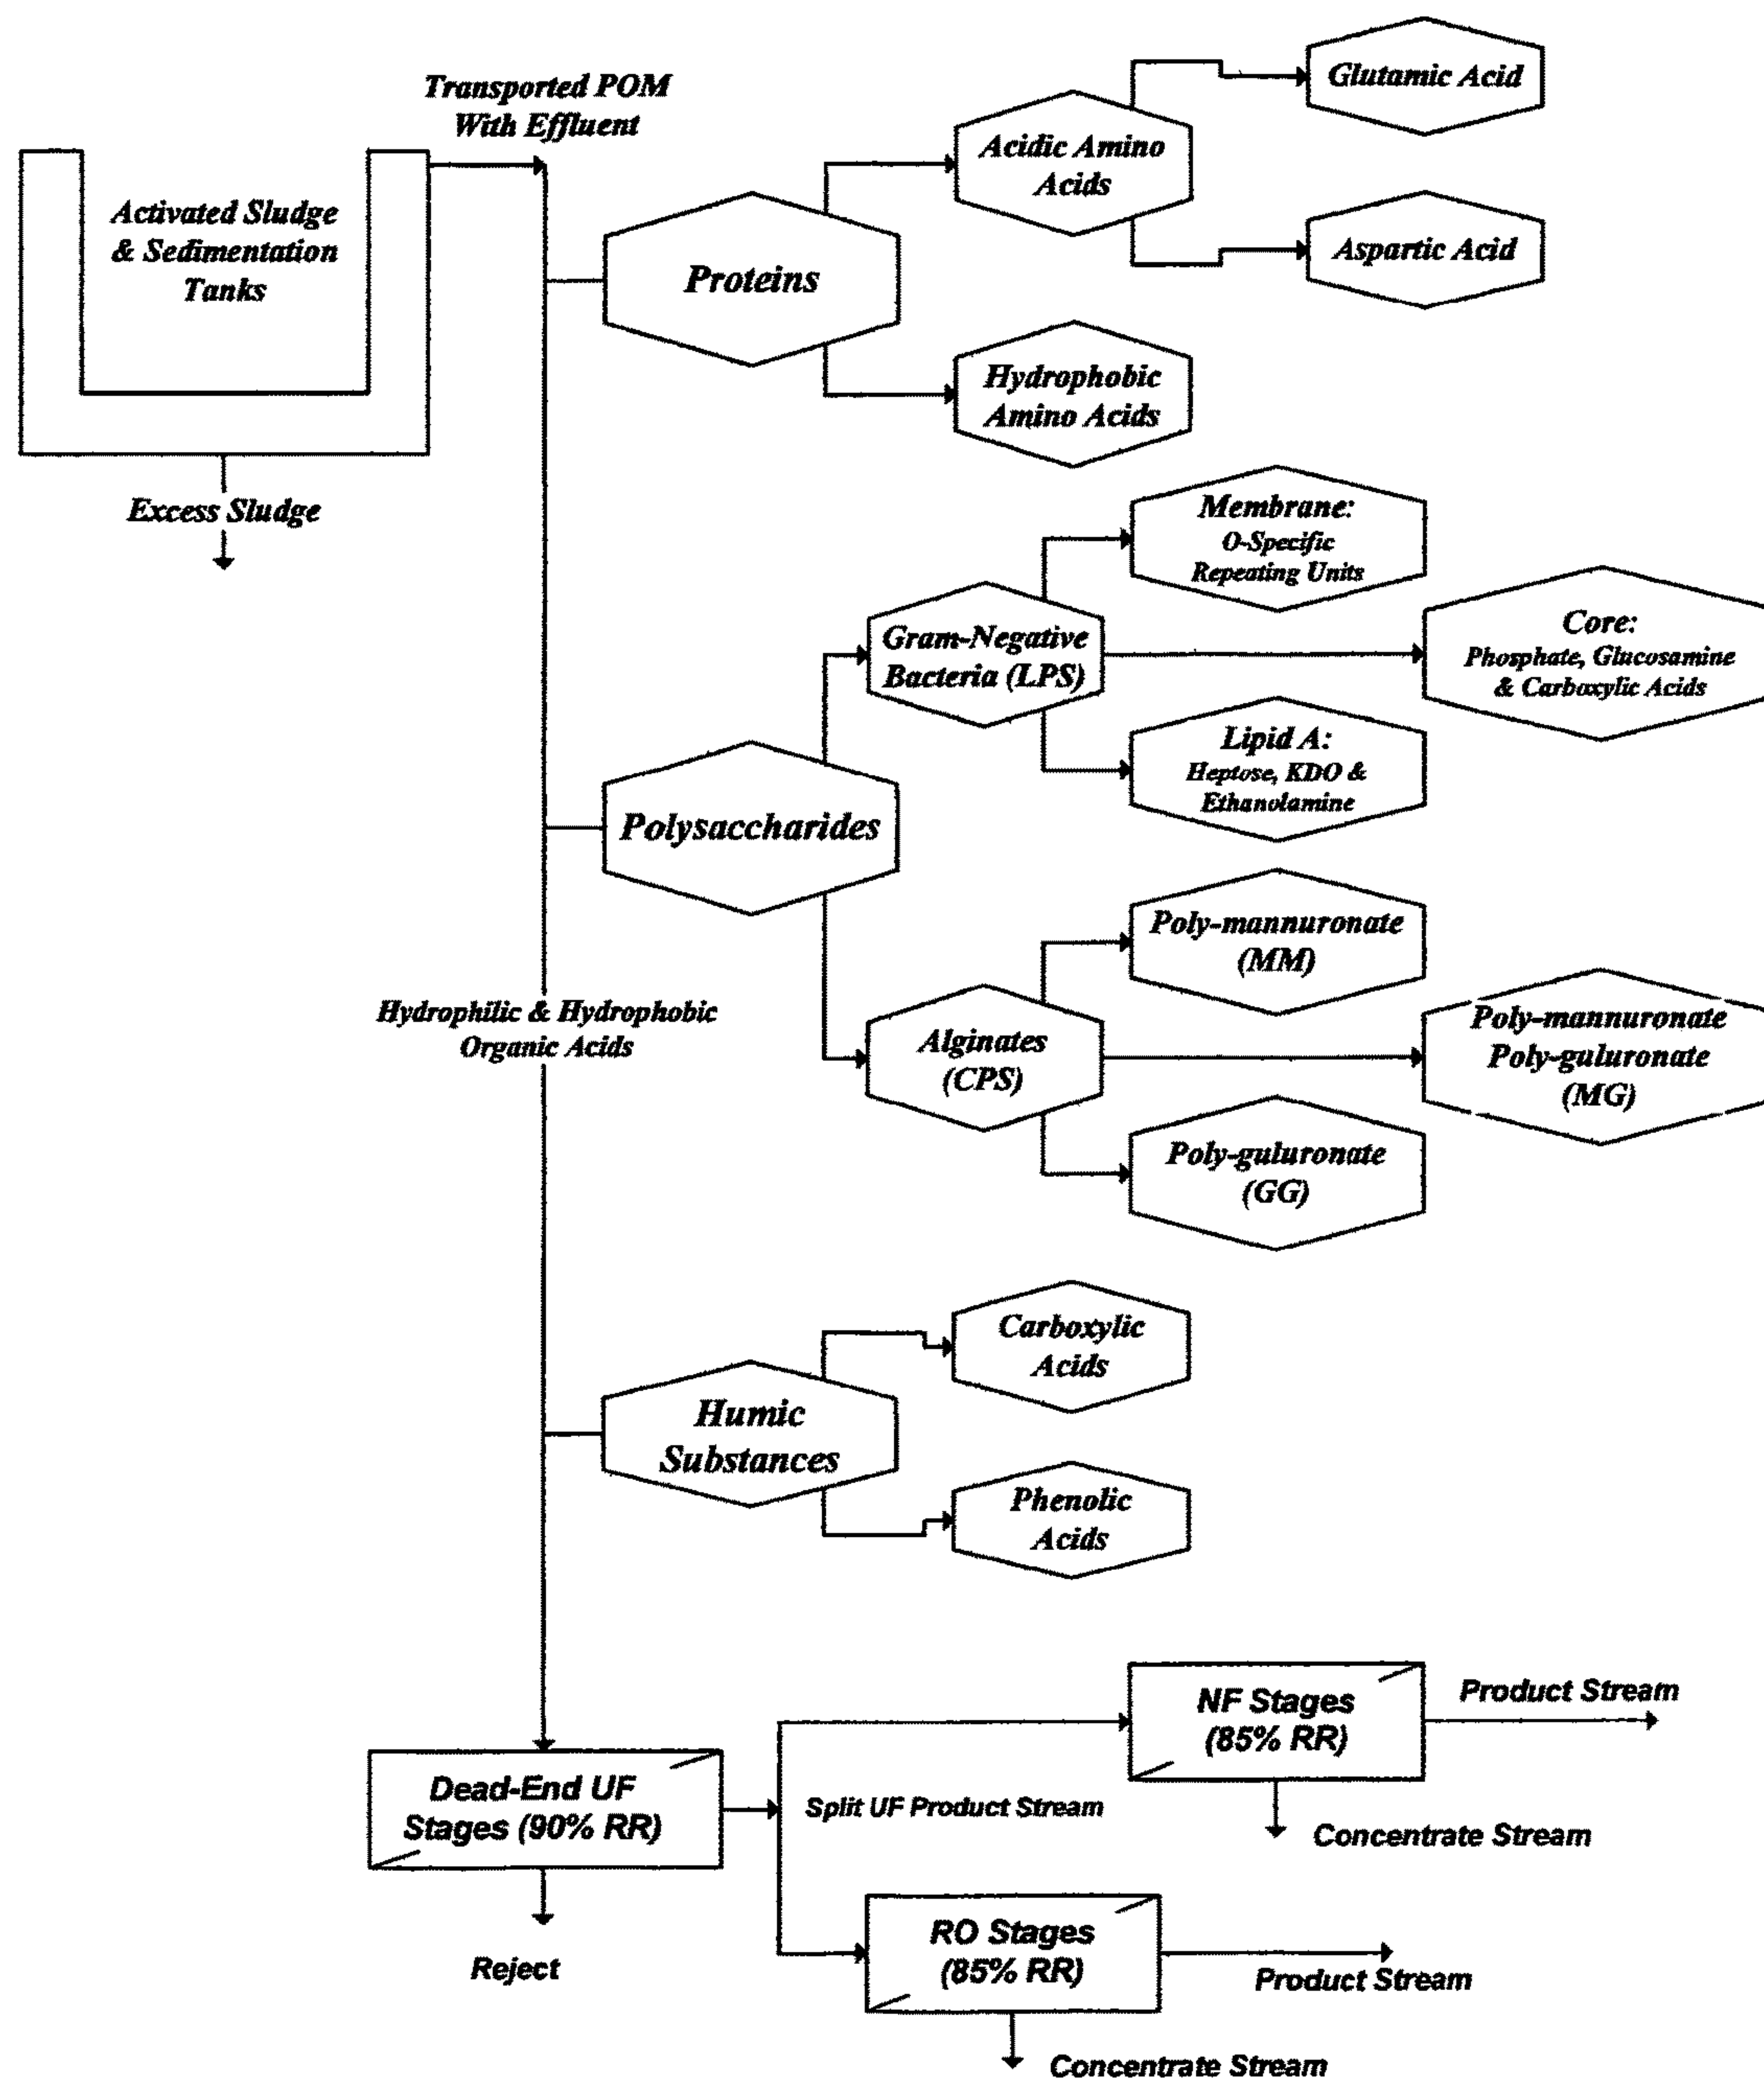 Transported POM
With Effluent
Activated Sludge
& Sedimentation
Tanks
Excess Sludge
Proteins
Acidic Amino
Acids
Glutamic Acid
Aspartic Acid
Hydrophobic
Amino Acids
Polysaccharides
Gram-Negative
Bacteria (LPS)
Membrane:
O-Specific
Repeating Units
Core:
Phosphate, Glucosamine
& Carboxylic Acids
Lipid A:
Heptose, KDO &
Ethanolamine
Alginates
(CPS)
Poly-mannuronate
(MM)
Poly-mannuronate
Poly-guluronate
(MG)
Poly-guluronate
(GG)
Hydrophilic & Hydrophobic
Organic Acids
Humic
Substances
Carboxylic
Acids
Phenolic
Acids
Dead-End UF
Stages (90% RR)
Reject
Split UF Product Stream
NF Stages
(85% RR)
Product Stream
Concentrate Stream
RO Stages
(85% RR)
Product Stream
Concentrate Stream